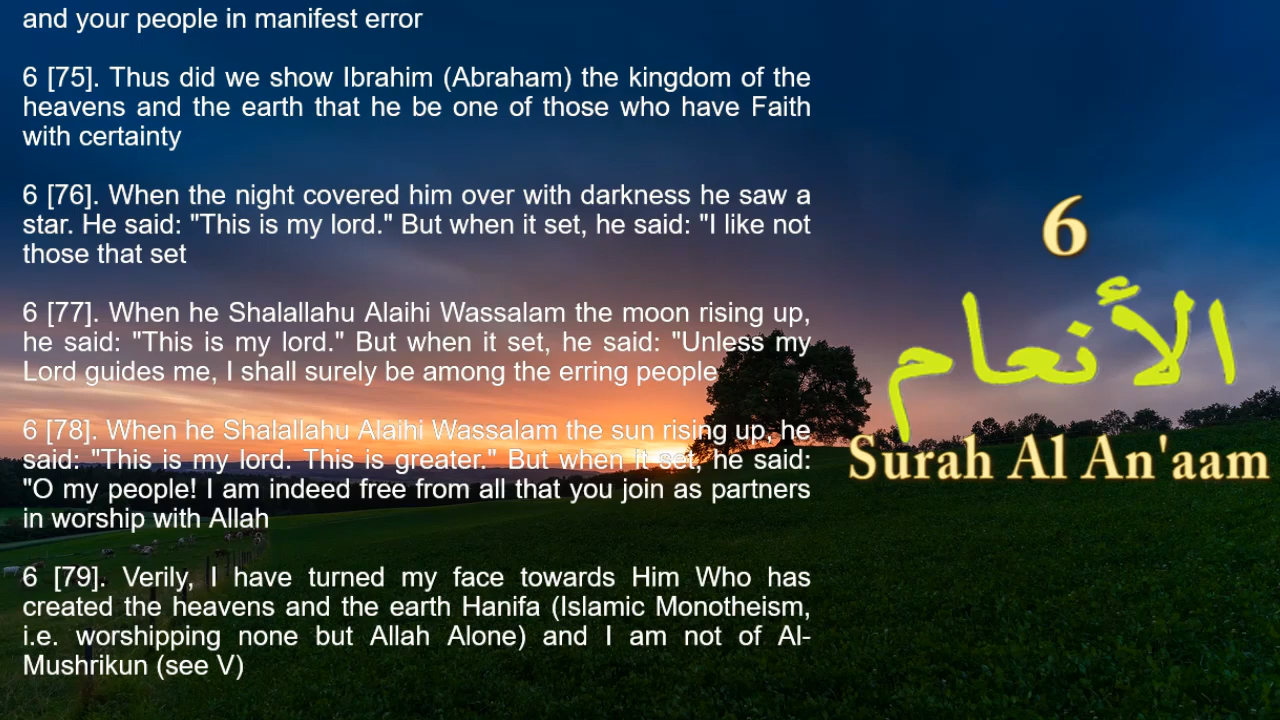 and your people in manifest error
6 [75]. Thus did we show Ibrahim (Abraham) the kingdom of the
heavens and the earth that he be one of those who have Faith
with certainty
6 [76]. When the night covered him over with darkness he saw a
star. He said: "This is my lord." But when it set, he said: "I like not
those that set
6 [77]. When he Shalallahu Alaihi Wassalam the moon rising up,
he said: "This is my lord." But when it set, he said: "Unless my
Lord guides me, I shall surely be among the erring people
6 [78]. When he Shalallahu Alaihi Wassalam the sun rising up, he
said: "This is my lord. This is greater." But when it set, he said:
"O my people! I am indeed free from all that you join as partners
in worship with Allah
6 [79]. Verily, I have turned my face towards Him Who has
created the heavens and the earth Hanifa (Islamic Monotheism,
i.e. worshipping none but Allah Alone) and I am not of Al-
Mushrikun (see V)
6
الأنعام
Surah Al An'aam